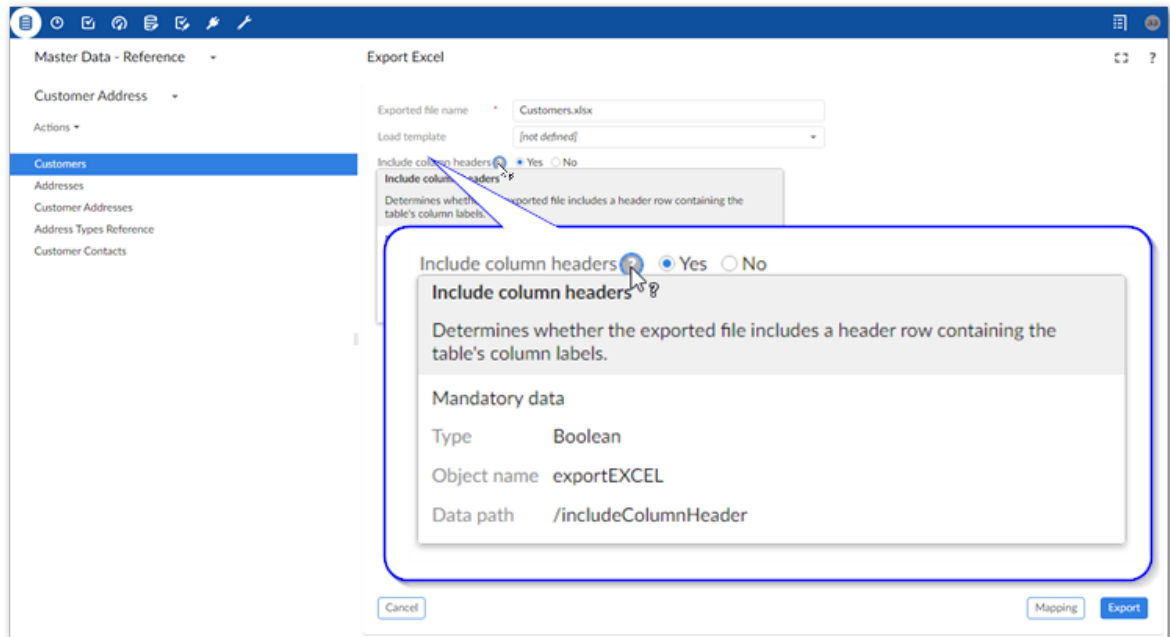 Master Data - Reference
Export Excel
?
Customer Address
Actions
Customers
Addresses
Customer Addresses
Address Types Reference
Customer Contacts
Exported file name * Customers.xlsx
Load template [not defined]
Include column headers Yes No
Include column headers
Determines exported file includes a header row containing the
table's column labels.
Include column headers ? Yes No
Include column headers ?
Determines whether the exported file includes a header row containing the
table's column labels.
Mandatory data
Type Boolean
Object name exportEXCEL
Data path /includeColumnHeader
Cancel Mapping Export